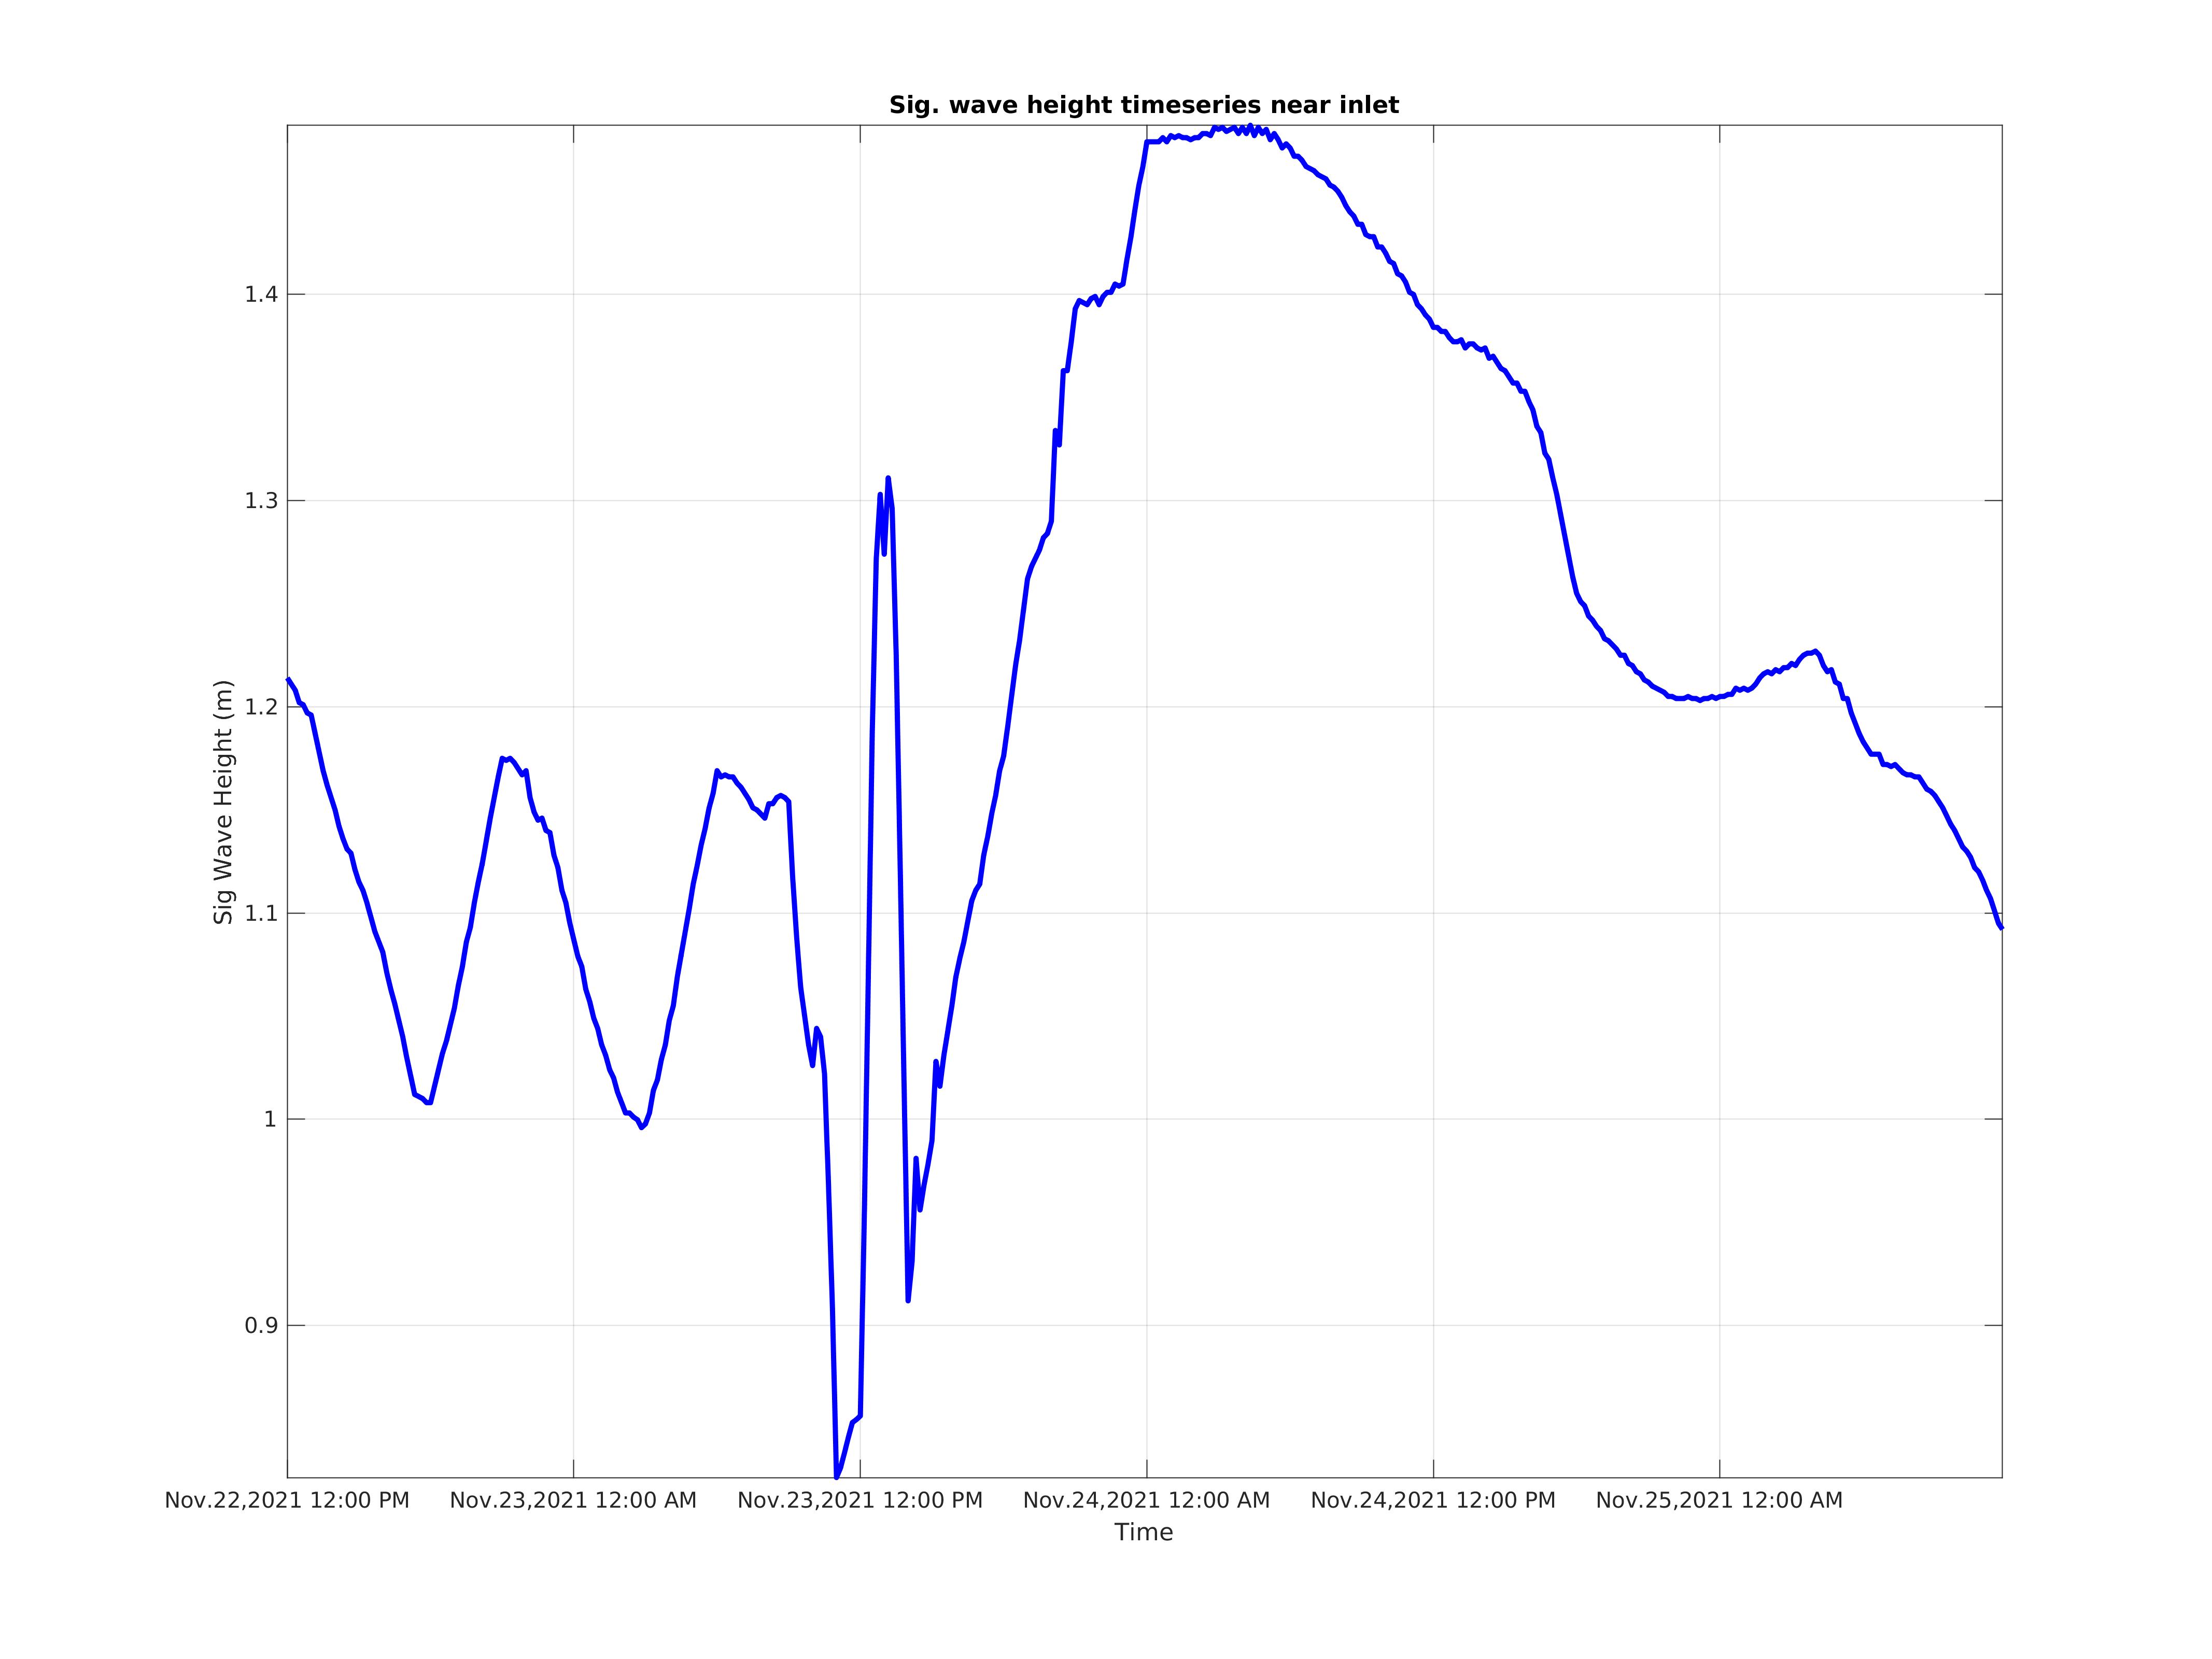 Sig. wave height timeseries near inlet
Sig Wave Height (m)
1.4
1.3
1.2
1.1
1
0.9
Nov.22,2021 12:00 PM
Nov.23,2021 12:00 AM
Nov.23,2021 12:00 PM
Nov.24,2021 12:00 AM
Nov.24,2021 12:00 PM
Nov.25,2021 12:00 AM
Time